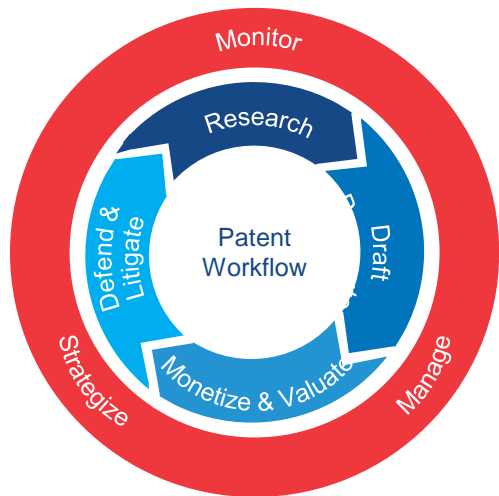 Monitor
Research
Draft
Defend &
Litigate
Patent
Workflow
Monetize & Valuate
Strategize
Manage